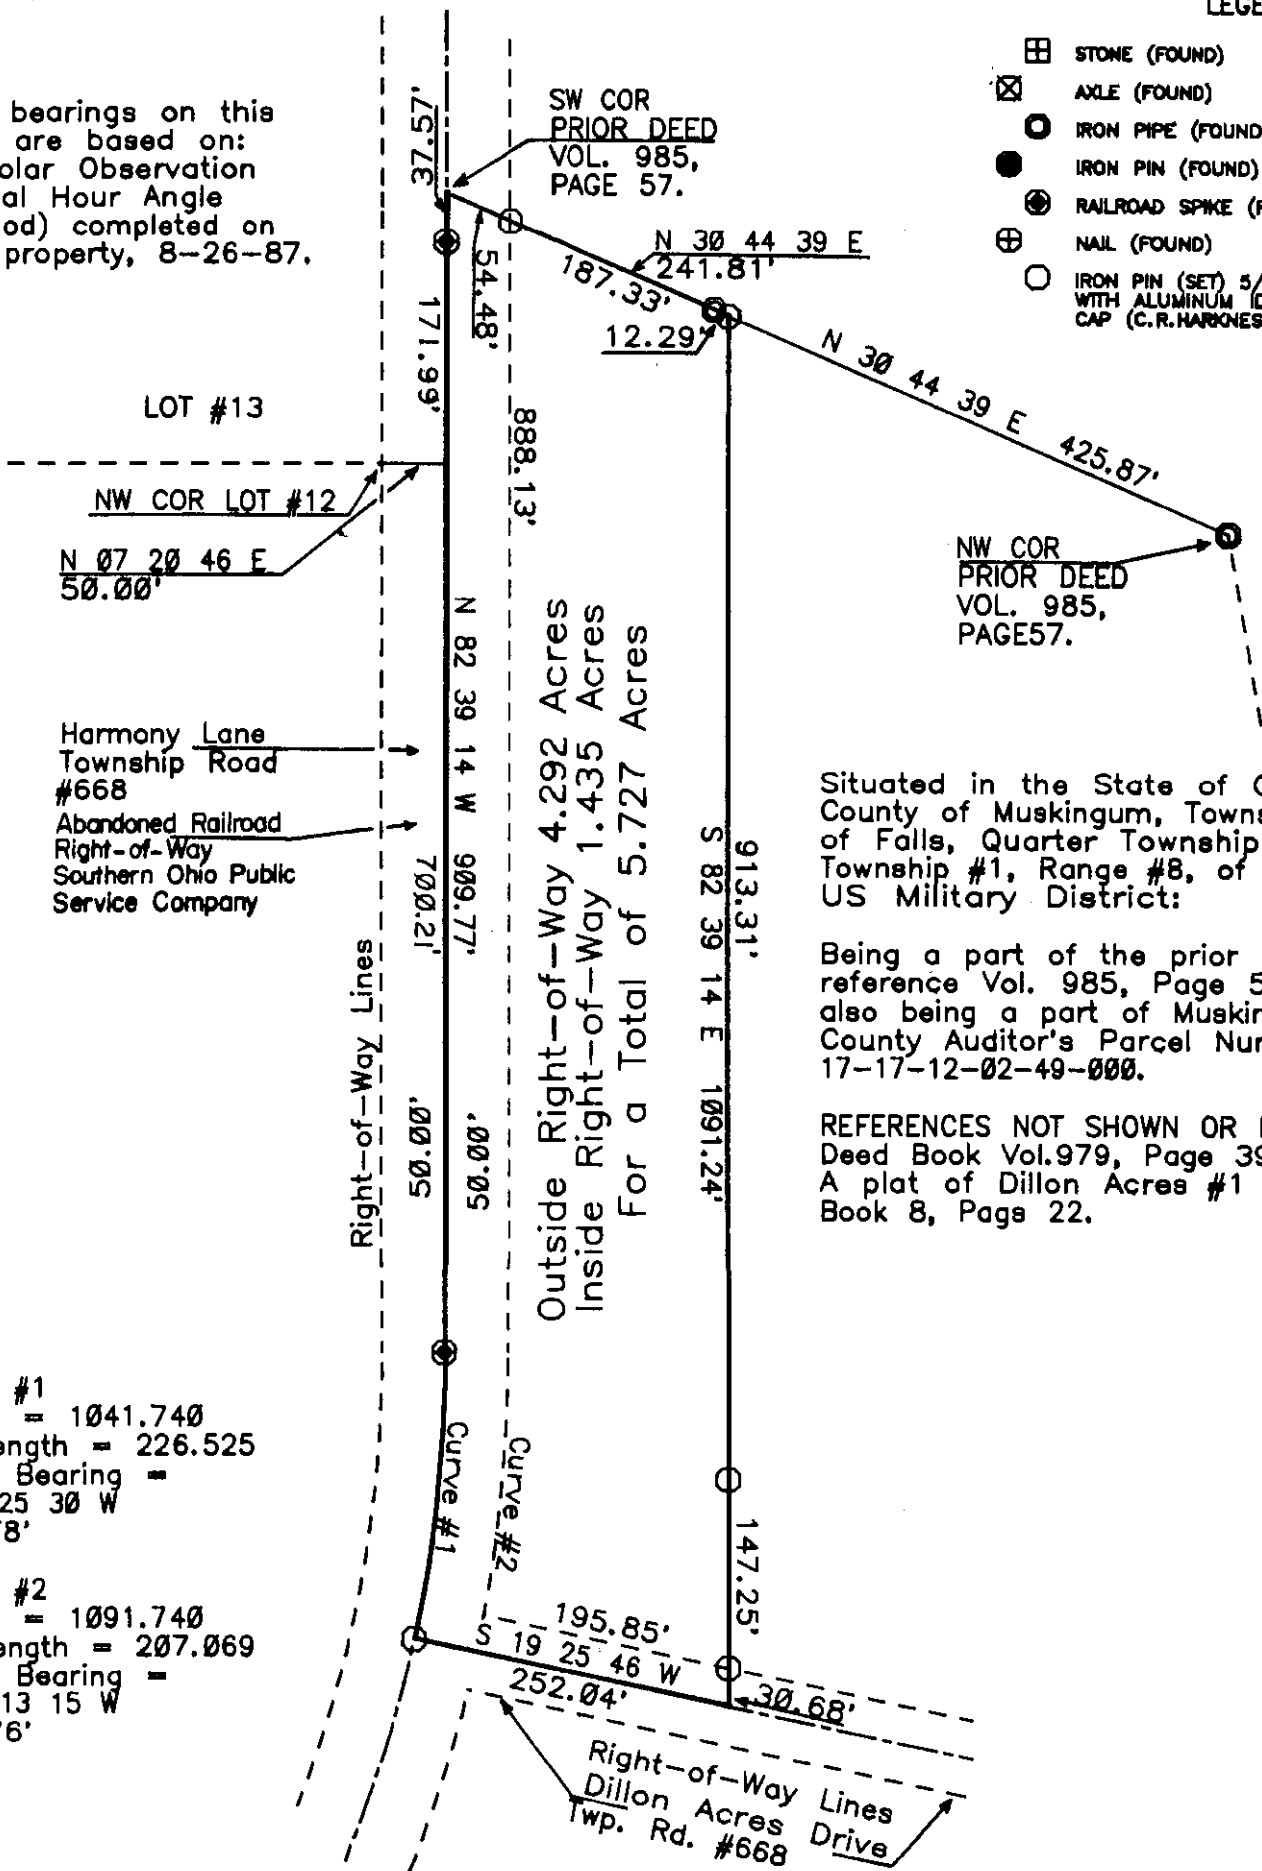 LEGE
STONE (FOUND)
AXLE (FOUND)
IRON PIPE (FOUND
IRON PIN (FOUND)
RAILROAD SPIKE (F
NAIL (FOUND)
IRON PIN (SET) 5/
WITH ALUMINUM ID
CAP (C.R.HARKNES
bearings on this
are based on:
olar Observation
al Hour Angle
od) completed on
property, 8-26-87.
SW COR
PRIOR DEED
VOL. 985,
PAGE 57.
37.57'
54.48'
171.99'
187.33'
N 30 44 39 E
241.81'
12.29'
N 30 44 39 E 425.87'
LOT #13
888.13'
NW COR LOT #12
N 07 20 46 E
50.00'
NW COR
PRIOR DEED
VOL. 985,
PAGE57.
Harmony Lane
Township Road
#668
Abandoned Railroad
Right-of-Way
Southern Ohio Public
Service Company
N 82 39 14 W 909.77'
700.21'
50.00'
50.00'
Right-of-Way Lines
Outside Right-of-Way 4.292 Acres
Inside Right-of-Way 1.435 Acres
For a Total of 5.727 Acres
913.31'
S 82 39 14 E 1091.24'
Situated in the State of O
County of Muskingum, Towns
of Falls, Quarter Township
Township #1, Range #8, of
US Military District:
Being a part of the prior
reference Vol. 985, Page 5
also being a part of Muskin
County Auditor's Parcel Nur
17-17-12-02-49-000.
REFERENCES NOT SHOWN OR
Deed Book Vol.979, Page 39
A plat of Dillon Acres #1
Book 8, Page 22.
#1
= 1041.740
ength = 226.525
Bearing =
25 30 W
78'
#2
= 1091.740
ength = 207.069
Bearing =
13 15 W
76'
Curve #1
Curve #2
147.25'
195.85'
S 19 25 46 W
252.04'
30.68'
Right-of-Way Lines
Dillon Acres Drive
Twp. Rd. #668